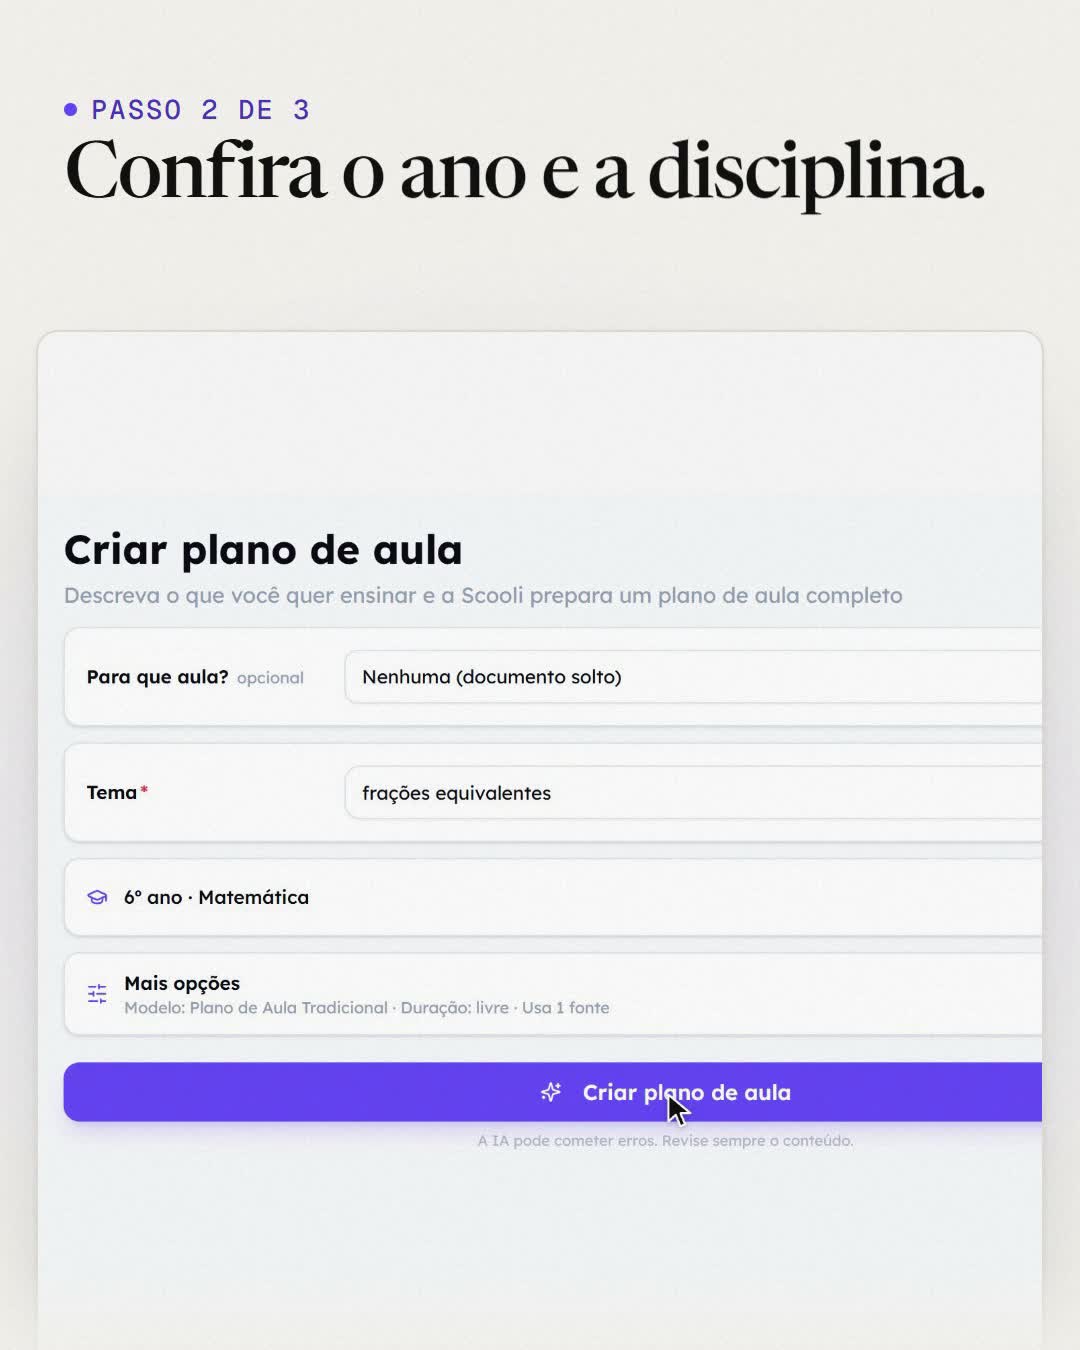 PASSO 2 DE 3
Confira o ano e a disciplina.
Criar plano de aula
Descreva o que você quer ensinar e a Scooli prepara um plano de aula completo
Para que aula? opcional
Nenhuma (documento solto)
Tema*
frações equivalentes
6º ano · Matemática
Mais opções
Modelo: Plano de Aula Tradicional · Duração: livre · Usa 1 fonte
Criar plano de aula
A IA pode cometer erros. Revise sempre o conteúdo.